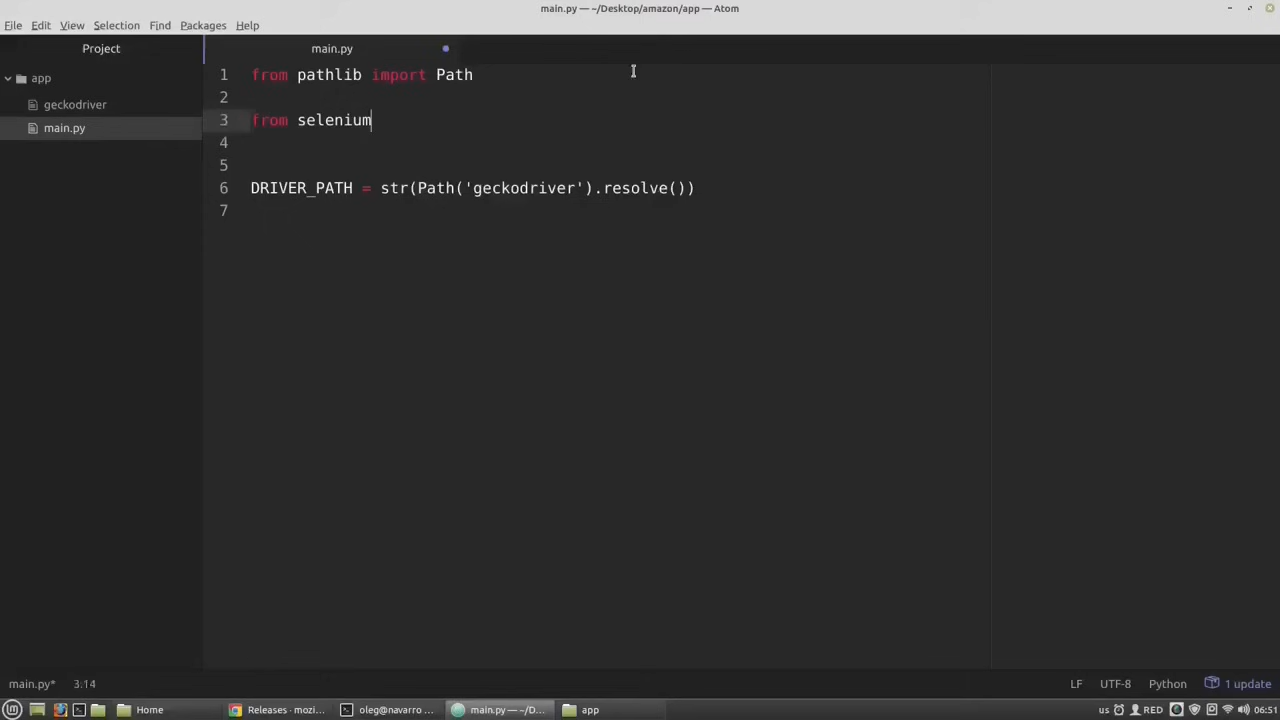 main.py — ~/Desktop/amazon/app — Atom
File Edit View Selection Find Packages Help
Project
main.py
app
geckodriver
main.py
1 from pathlib import Path
2
3 from selenium
4
5
6 DRIVER_PATH = str(Path('geckodriver').resolve())
7
main.py* 3:14 LF UTF-8 Python 1 update
Home Releases · mozi... oleg@navarro ... main.py — ~/D... app us RED 06:51